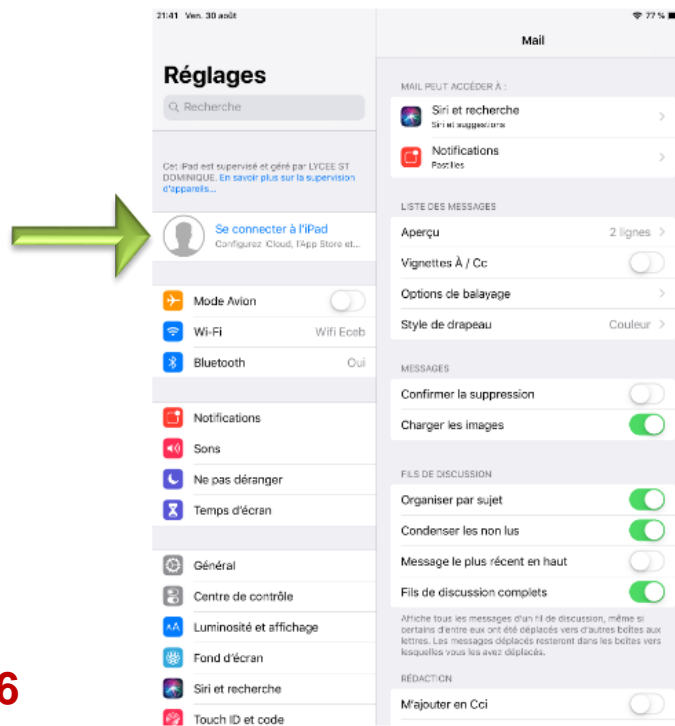 21:41 Ven. 30 août
77 %
Réglages
Recherche
Cet iPad est supervisé et géré par LYCEE ST
DOMINIQUE. En savoir plus sur la supervision
d'appareils...
Se connecter à l'iPad
Configurez iCloud, l'App Store et...
Mode Avion
Wi-Fi Wifi Eceb
Bluetooth Oui
Notifications
Sons
Ne pas déranger
Temps d'écran
Général
Centre de contrôle
AA Luminosité et affichage
Fond d'écran
Siri et recherche
Touch ID et code
6
Mail
MAIL PEUT ACCÉDER À :
Siri et recherche
Siri et suggestions
Notifications
Pastilles
LISTE DES MESSAGES
Aperçu 2 lignes
Vignettes À / Cc
Options de balayage
Style de drapeau Couleur
MESSAGES
Confirmer la suppression
Charger les images
FILS DE DISCUSSION
Organiser par sujet
Condenser les non lus
Message le plus récent en haut
Fils de discussion complets
Affiche tous les messages d'un fil de discussion, même si
certains d'entre eux ont été déplacés vers d'autres boîtes aux
lettres. Les messages déplacés resteront dans les boîtes vers
lesquelles vous les avez déplacés.
RÉDACTION
M'ajouter en Cci